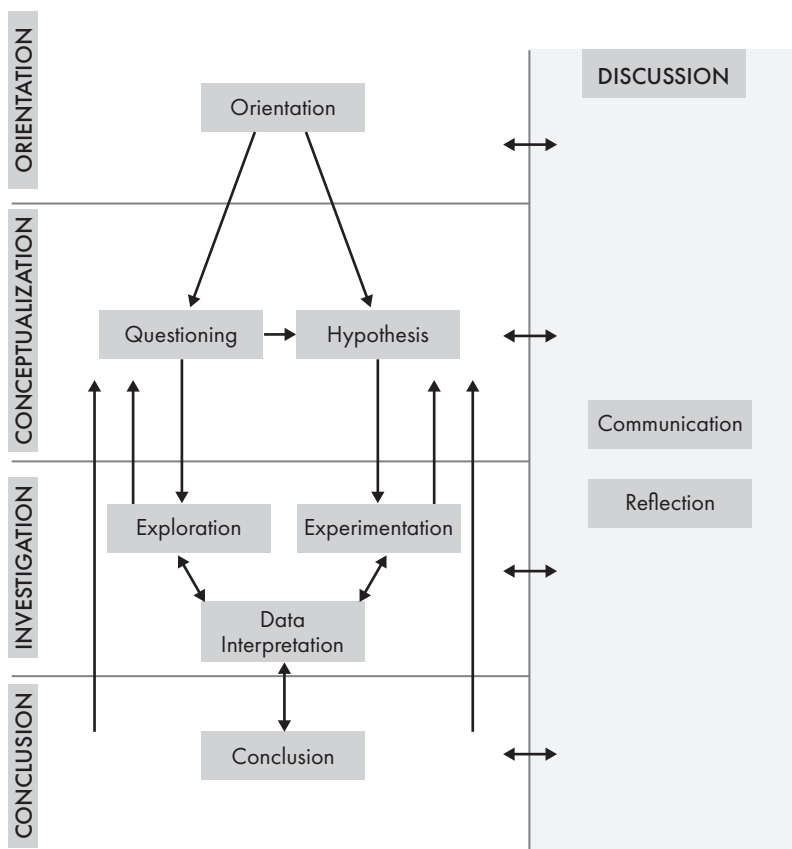 ORIENTATION
DISCUSSION
Orientation
CONCEPTUALIZATION
Questioning
Hypothesis
Communication
Reflection
INVESTIGATION
Exploration
Experimentation
Data
Interpretation
CONCLUSION
Conclusion